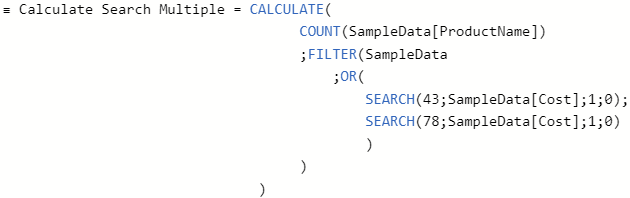 ≡ Calculate Search Multiple = CALCULATE(
COUNT(SampleData[ProductName])
;FILTER(SampleData
;OR(
SEARCH(43;SampleData[Cost];1;0);
SEARCH(78;SampleData[Cost];1;0)
)
)
)